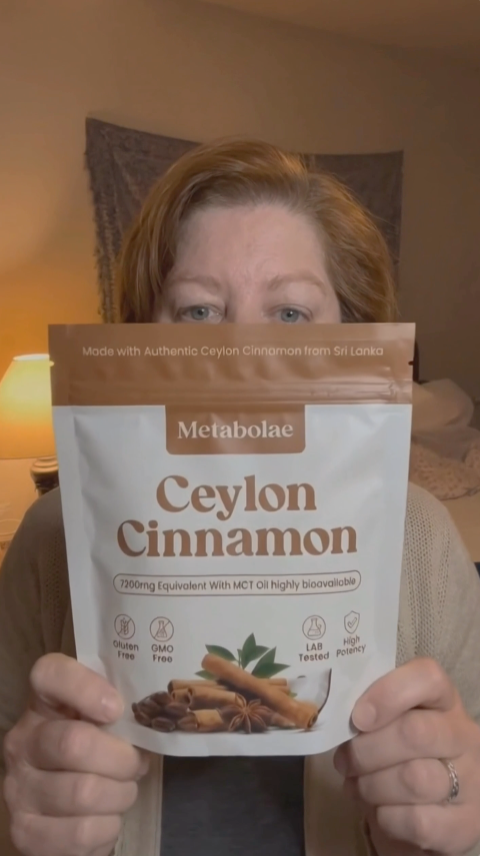 Made with Authentic Ceylon Cinnamon from Sri Lanka
Metabolae
Ceylon
Cinnamon
7200mg Equivalent With MCT Oil highly bioavailable
Gluten
Free
GMO
Free
LAB
Tested
High
Potency